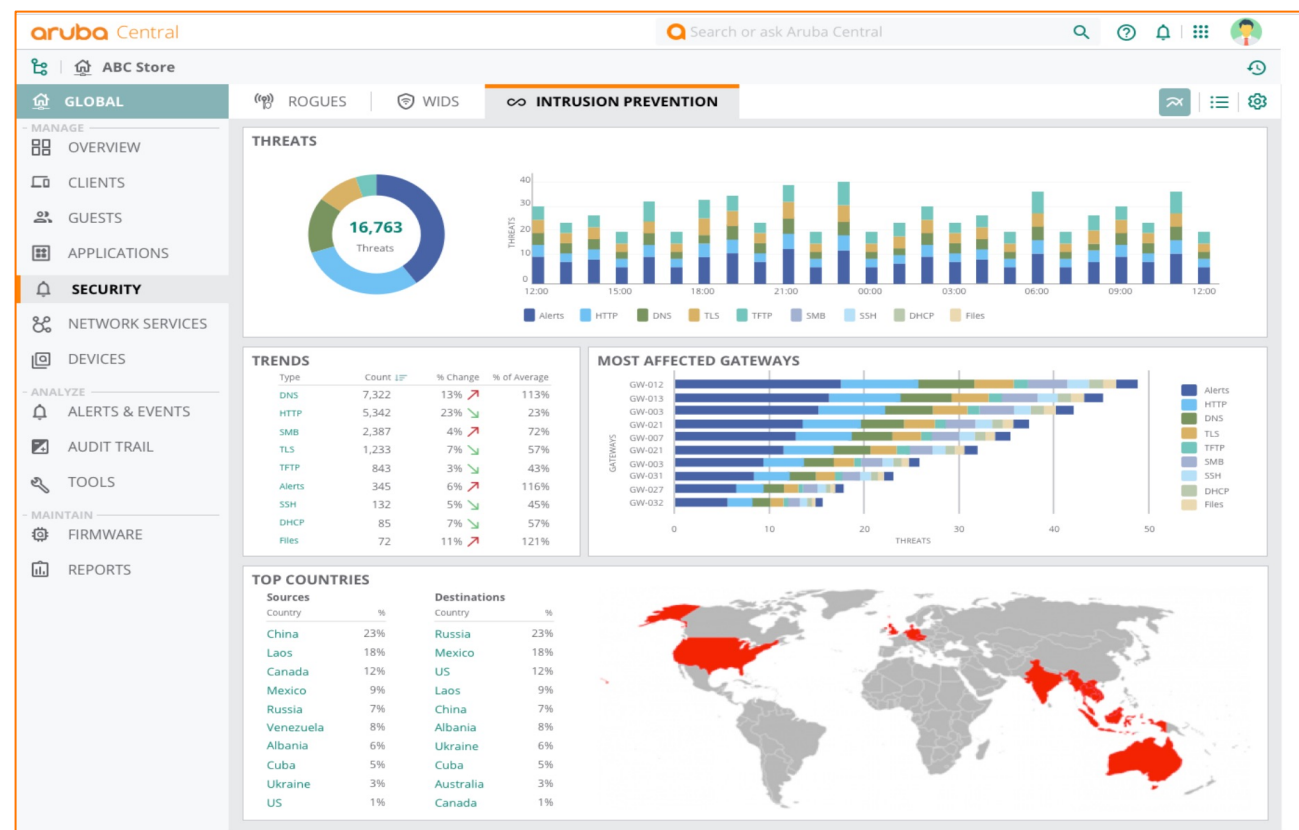 aruba Central
Search or ask Aruba Central
ABC Store
GLOBAL
MANAGE
OVERVIEW
CLIENTS
GUESTS
APPLICATIONS
SECURITY
NETWORK SERVICES
DEVICES
ANALYZE
ALERTS & EVENTS
AUDIT TRAIL
TOOLS
MAINTAIN
FIRMWARE
REPORTS
ROGUES
WIDS
INTRUSION PREVENTION
THREATS
16,763
Threats
THREATS
40
30
20
10
0
12:00 15:00 18:00 21:00 00:00 03:00 06:00 09:00 12:00
Alerts HTTP DNS TLS TFTP SMB SSH DHCP Files
TRENDS
Type Count % Change % of Average
DNS 7,322 13% 113%
HTTP 5,342 23% 23%
SMB 2,387 4% 72%
TLS 1,233 7% 57%
TFTP 843 3% 43%
Alerts 345 6% 116%
SSH 132 5% 45%
DHCP 85 7% 57%
Files 72 11% 121%
MOST AFFECTED GATEWAYS
GATEWAYS
GW-012
GW-013
GW-003
GW-021
GW-007
GW-021
GW-003
GW-031
GW-027
GW-032
0 10 20 30 40 50
THREATS
Alerts
HTTP
DNS
TLS
TFTP
SMB
SSH
DHCP
Files
TOP COUNTRIES
Sources Destinations
Country % Country %
China 23% Russia 23%
Laos 18% Mexico 18%
Canada 12% US 12%
Mexico 9% Laos 9%
Russia 7% China 7%
Venezuela 8% Albania 8%
Albania 6% Ukraine 6%
Cuba 5% Cuba 5%
Ukraine 3% Australia 3%
US 1% Canada 1%